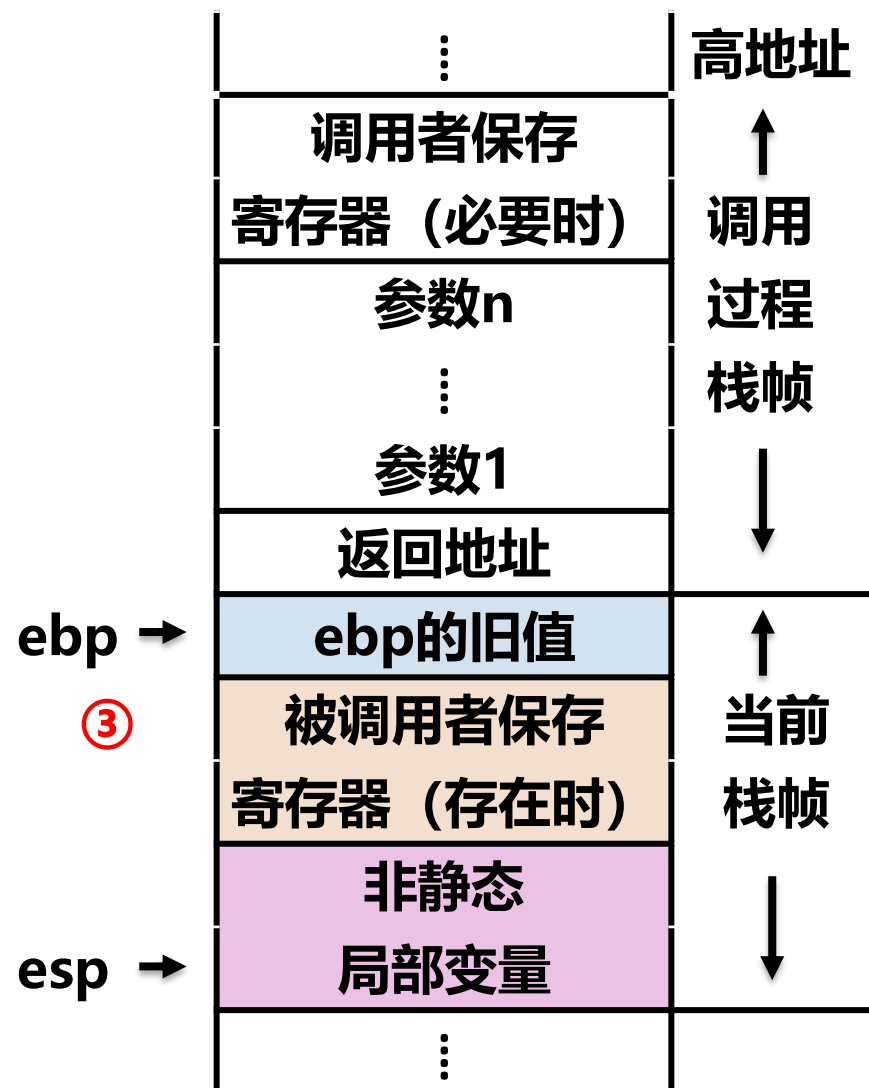 ⋮
高地址
调用者保存
寄存器（必要时）
调用
过程
栈帧
参数n
⋮
参数1
返回地址
ebp
ebp的旧值
③
被调用者保存
寄存器（存在时）
当前
栈帧
非静态
局部变量
esp
⋮